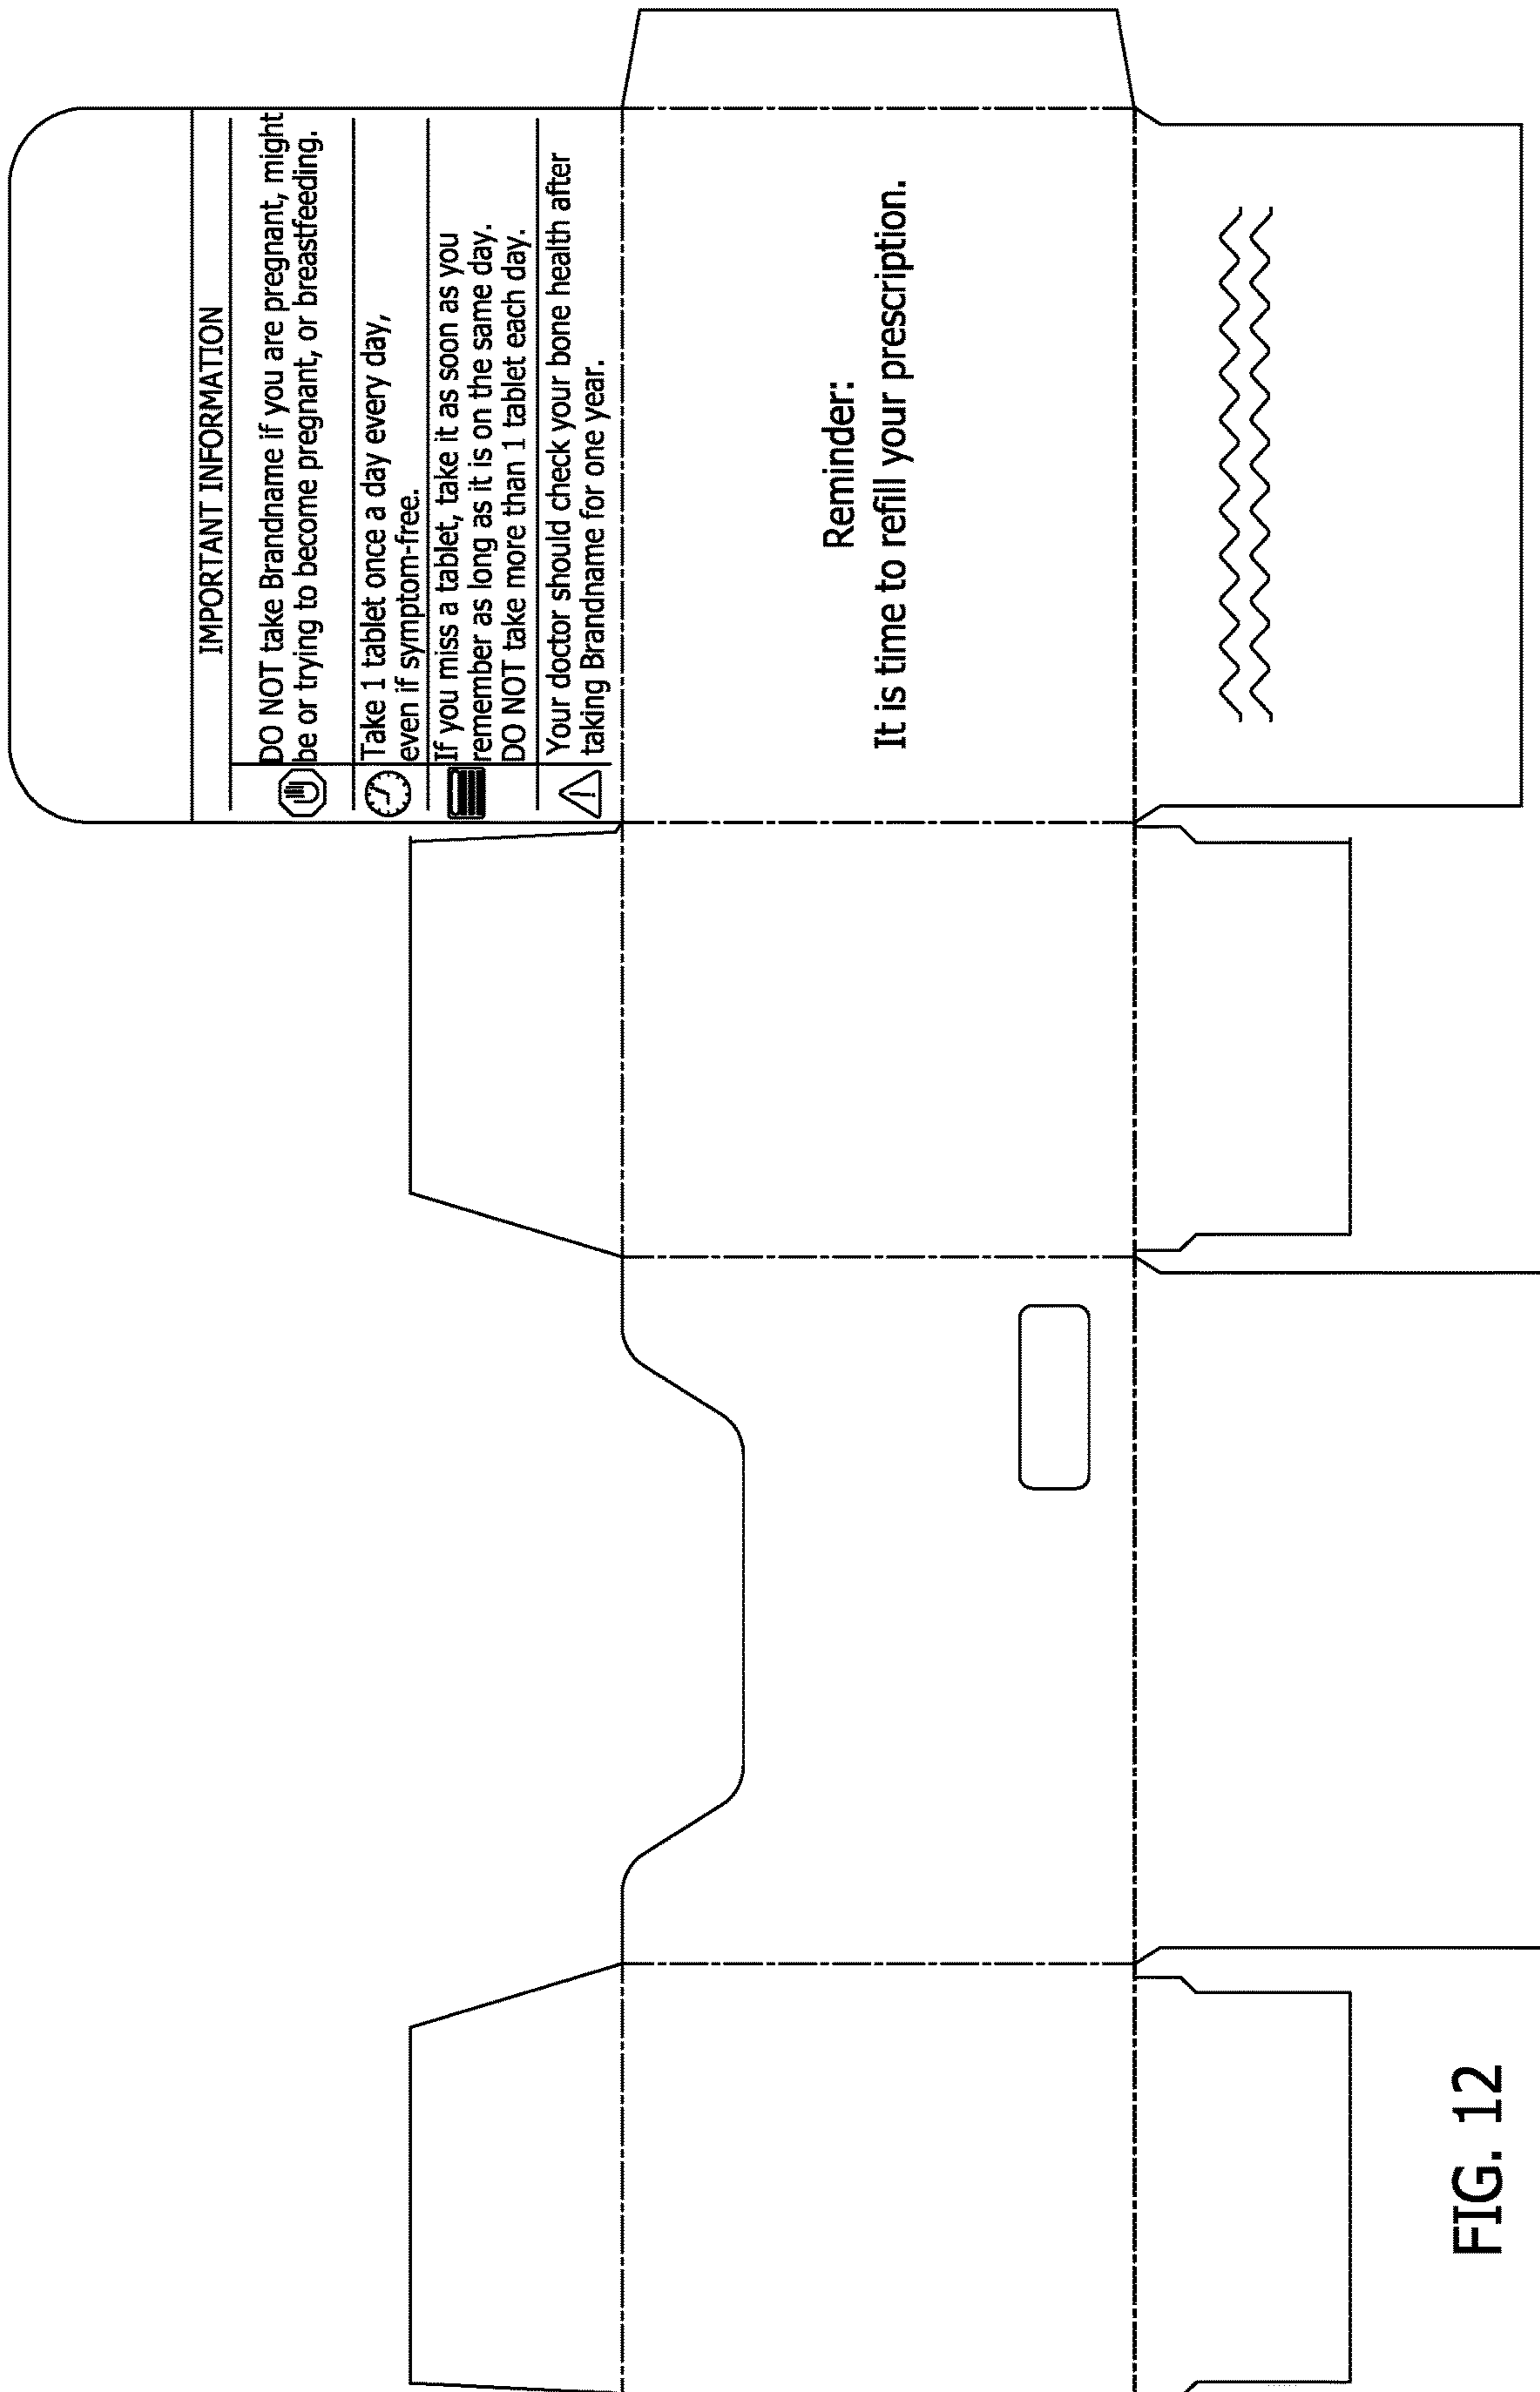 IMPORTANT INFORMATION
DO NOT take Brandname if you are pregnant, might
be or trying to become pregnant, or breastfeeding.
Take 1 tablet once a day every day,
even if symptom-free.
If you miss a tablet, take it as soon as you
remember as long as it is on the same day.
DO NOT take more than 1 tablet each day.
Your doctor should check your bone health after
taking Brandname for one year.
Reminder:
It is time to refill your prescription.
FIG. 12